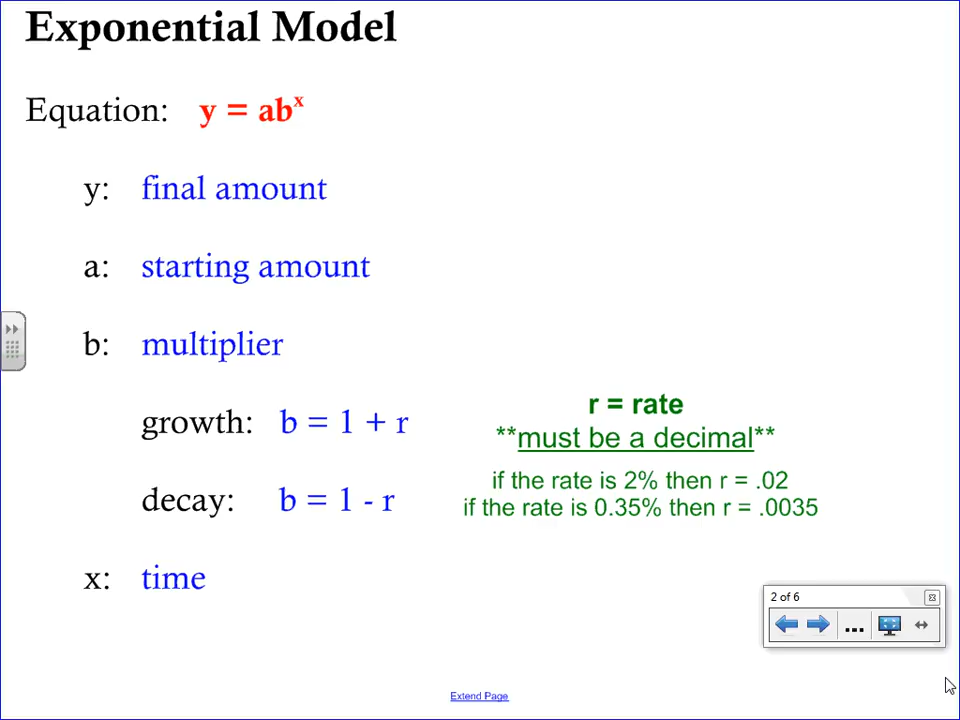 Exponential Model
Equation: y = abˣ
y: final amount
a: starting amount
b: multiplier
growth: b = 1 + r
decay: b = 1 - r
x: time
r = rate
**must be a decimal**
if the rate is 2% then r = .02
if the rate is 0.35% then r = .0035
2 of 6
...
Extend Page